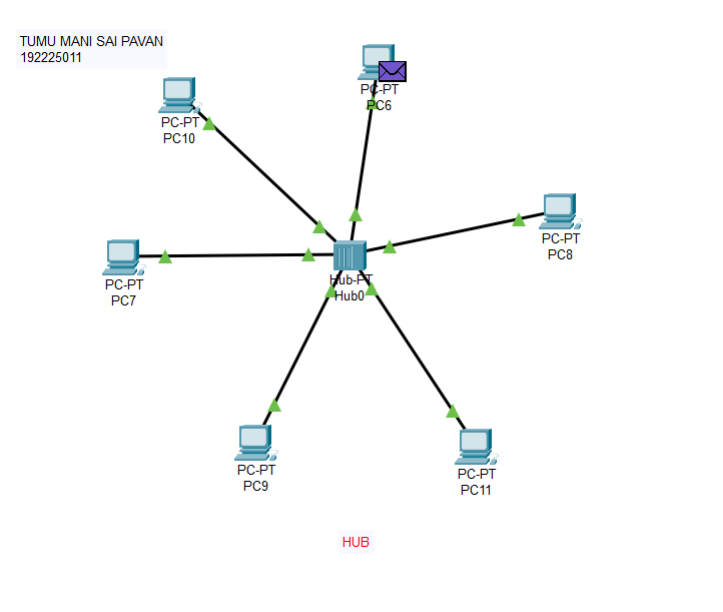 TUMU MANI SAI PAVAN
192225011
PC-PT
PC6
PC-PT
PC10
PC-PT
PC8
PC-PT
PC7
Hub-PT
Hub0
PC-PT
PC9
PC-PT
PC11
HUB